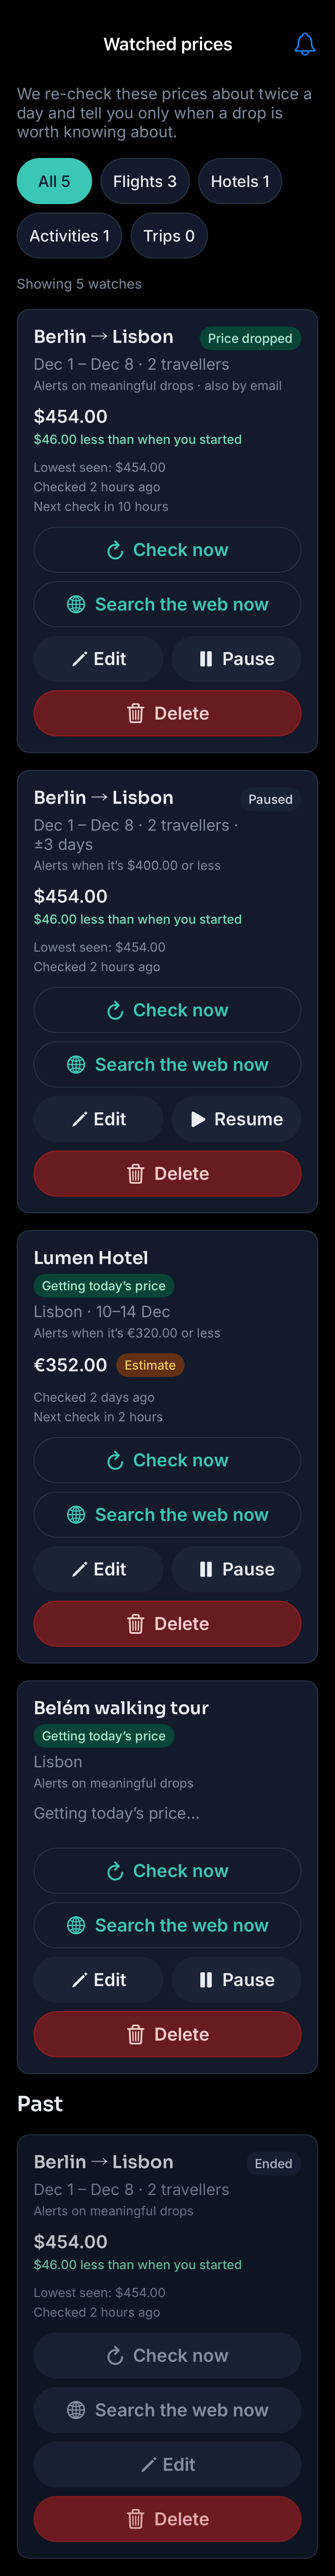 Watched prices
We re-check these prices about twice a
day and tell you only when a drop is
worth knowing about.
All 5
Flights 3
Hotels 1
Activities 1
Trips 0
Showing 5 watches
Berlin → Lisbon
Price dropped
Dec 1 – Dec 8 · 2 travellers
Alerts on meaningful drops · also by email
$454.00
$46.00 less than when you started
Lowest seen: $454.00
Checked 2 hours ago
Next check in 10 hours
Check now
Search the web now
Edit
Pause
Delete
Berlin → Lisbon
Paused
Dec 1 – Dec 8 · 2 travellers ·
±3 days
Alerts when it’s $400.00 or less
$454.00
$46.00 less than when you started
Lowest seen: $454.00
Checked 2 hours ago
Check now
Search the web now
Edit
Resume
Delete
Lumen Hotel
Getting today’s price
Lisbon · 10–14 Dec
Alerts when it’s €320.00 or less
€352.00
Estimate
Checked 2 days ago
Next check in 2 hours
Check now
Search the web now
Edit
Pause
Delete
Belém walking tour
Getting today’s price
Lisbon
Alerts on meaningful drops
Getting today’s price…
Check now
Search the web now
Edit
Pause
Delete
Past
Berlin → Lisbon
Ended
Dec 1 – Dec 8 · 2 travellers
Alerts on meaningful drops
$454.00
$46.00 less than when you started
Lowest seen: $454.00
Checked 2 hours ago
Check now
Search the web now
Edit
Delete